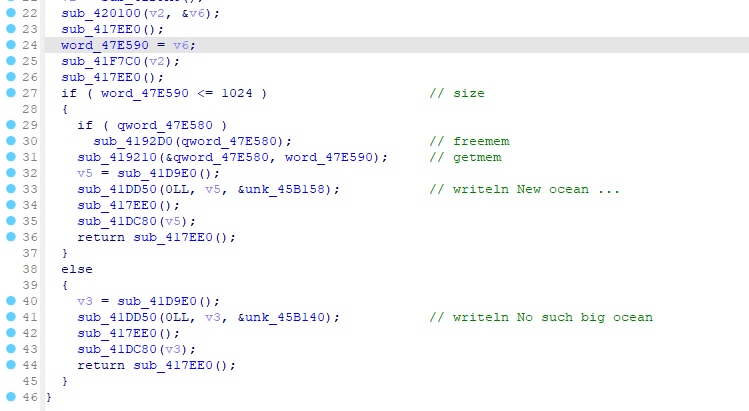 22 sub_420100(v2, &v6);
23 sub_417EE0();
24 word_47E590 = v6;
25 sub_41F7C0(v2);
26 sub_417EE0();
27 if ( word_47E590 <= 1024 ) // size
28 {
29 if ( qword_47E580 )
30 sub_4192D0(qword_47E580); // freemem
31 sub_419210(&qword_47E580, word_47E590); // getmem
32 v5 = sub_41D9E0();
33 sub_41DD50(0LL, v5, &unk_45B158); // writeln New ocean ...
34 sub_417EE0();
35 sub_41DC80(v5);
36 return sub_417EE0();
37 }
38 else
39 {
40 v3 = sub_41D9E0();
41 sub_41DD50(0LL, v3, &unk_45B140); // writeln No such big ocean
42 sub_417EE0();
43 sub_41DC80(v3);
44 return sub_417EE0();
45 }
46 }